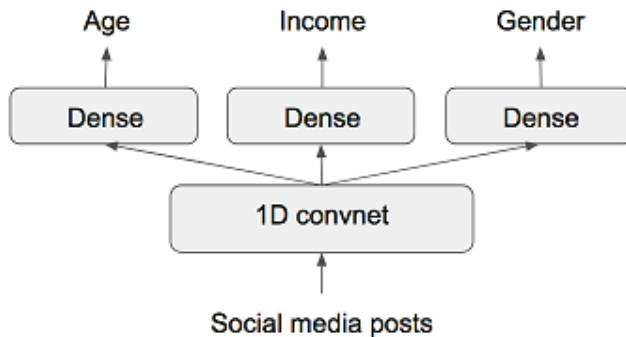 Age Income Gender
Dense Dense Dense
1D convnet
Social media posts